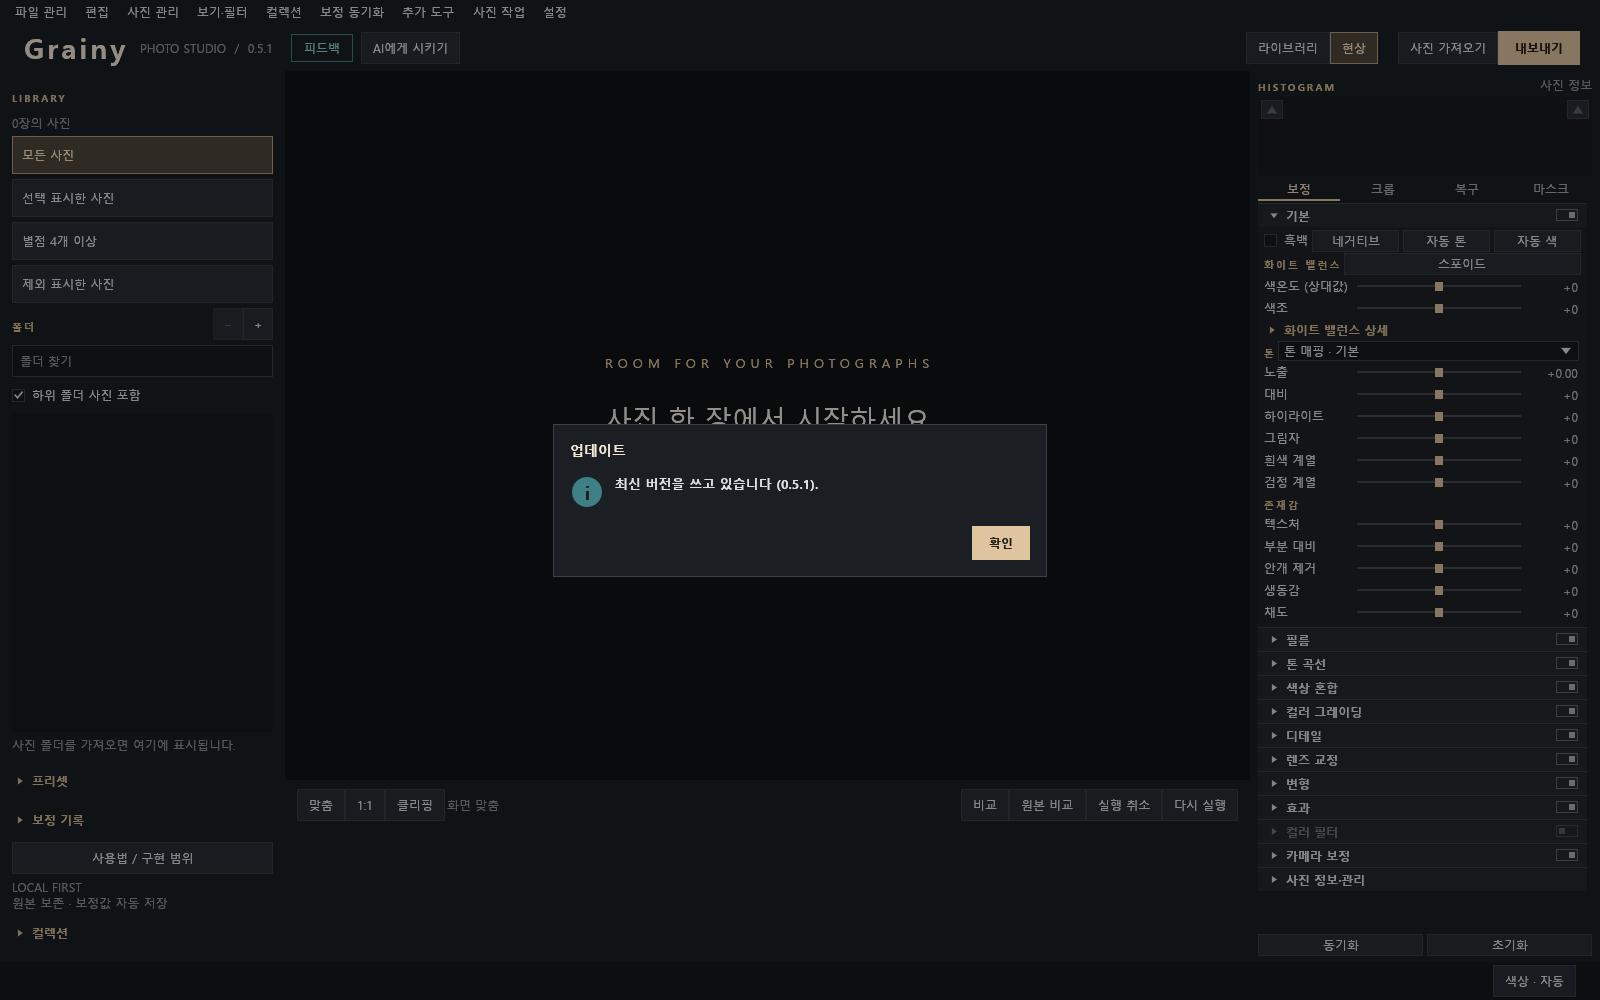 파일 관리 편집 사진 관리 보기·필터 컬렉션 보정 동기화 추가 도구 사진 작업 설정
Grainy PHOTO STUDIO / 0.5.1 피드백 AI에게 시키기 라이브러리 현상 사진 가져오기 내보내기
LIBRARY
0장의 사진
모든 사진
선택 표시한 사진
별점 4개 이상
제외 표시한 사진
폴더 − +
폴더 찾기
하위 폴더 사진 포함
사진 폴더를 가져오면 여기에 표시됩니다.
프리셋
보정 기록
사용법 / 구현 범위
LOCAL FIRST
원본 보존 · 보정값 자동 저장
컬렉션
ROOM FOR YOUR PHOTOGRAPHS
사진 한 장에서 시작하세요
업데이트
최신 버전을 쓰고 있습니다 (0.5.1).
확인
맞춤 1:1 클리핑 화면 맞춤 비교 원본 비교 실행 취소 다시 실행
HISTOGRAM 사진 정보
보정 크롭 복구 마스크
기본
흑백 네거티브 자동 톤 자동 색
화이트 밸런스 스포이드
색온도 (상대값) +0
색조 +0
화이트 밸런스 상세
톤 톤 매핑 · 기본
노출 +0.00
대비 +0
하이라이트 +0
그림자 +0
흰색 계열 +0
검정 계열 +0
존재감
텍스처 +0
부분 대비 +0
안개 제거 +0
생동감 +0
채도 +0
필름
톤 곡선
색상 혼합
컬러 그레이딩
디테일
렌즈 교정
변형
효과
컬러 필터
카메라 보정
사진 정보·관리
동기화 초기화
색상 · 자동